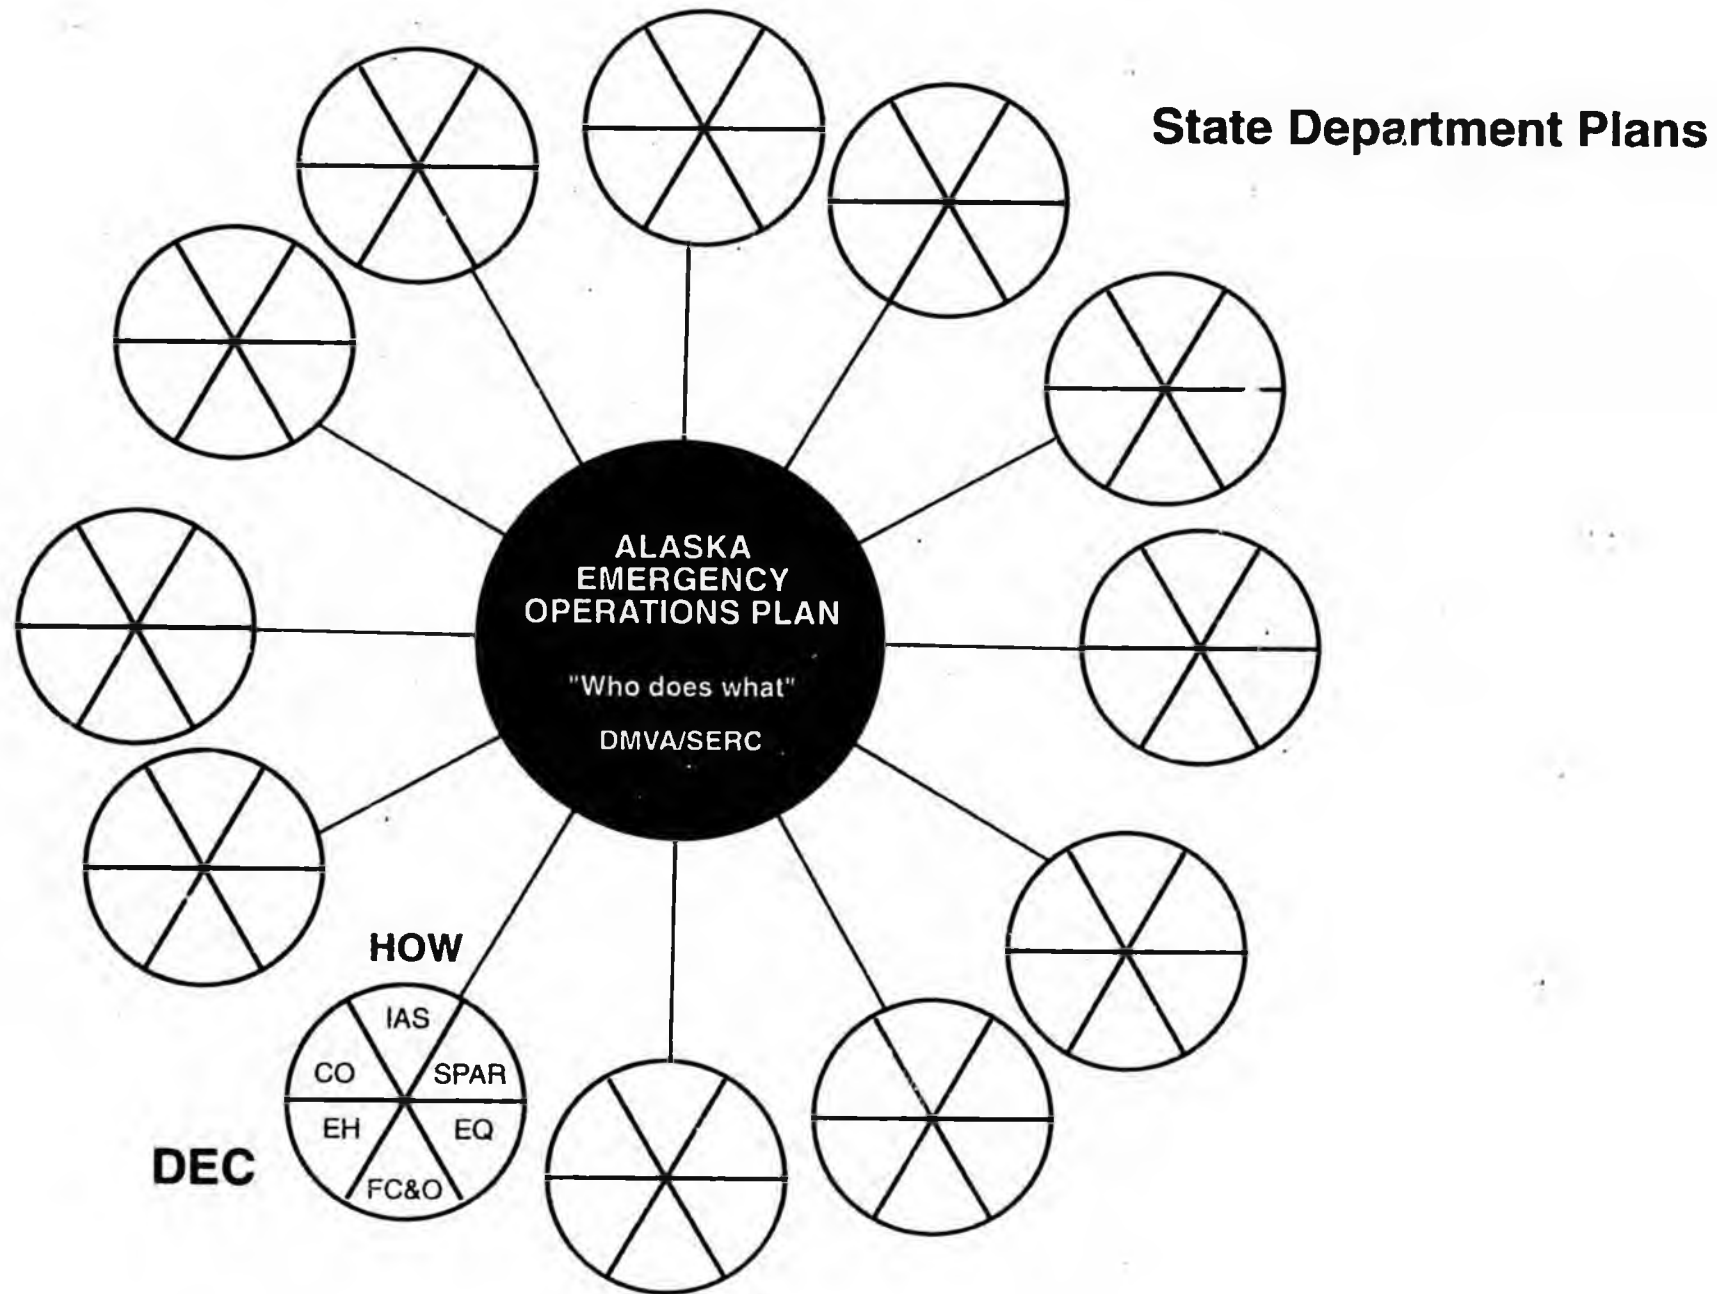 State Department Plans
ALASKA
EMERGENCY
OPERATIONS PLAN
"Who does what"
DMVA/SERC
HOW
IAS
CO
SPAR
EH
EQ
FC&O
DEC